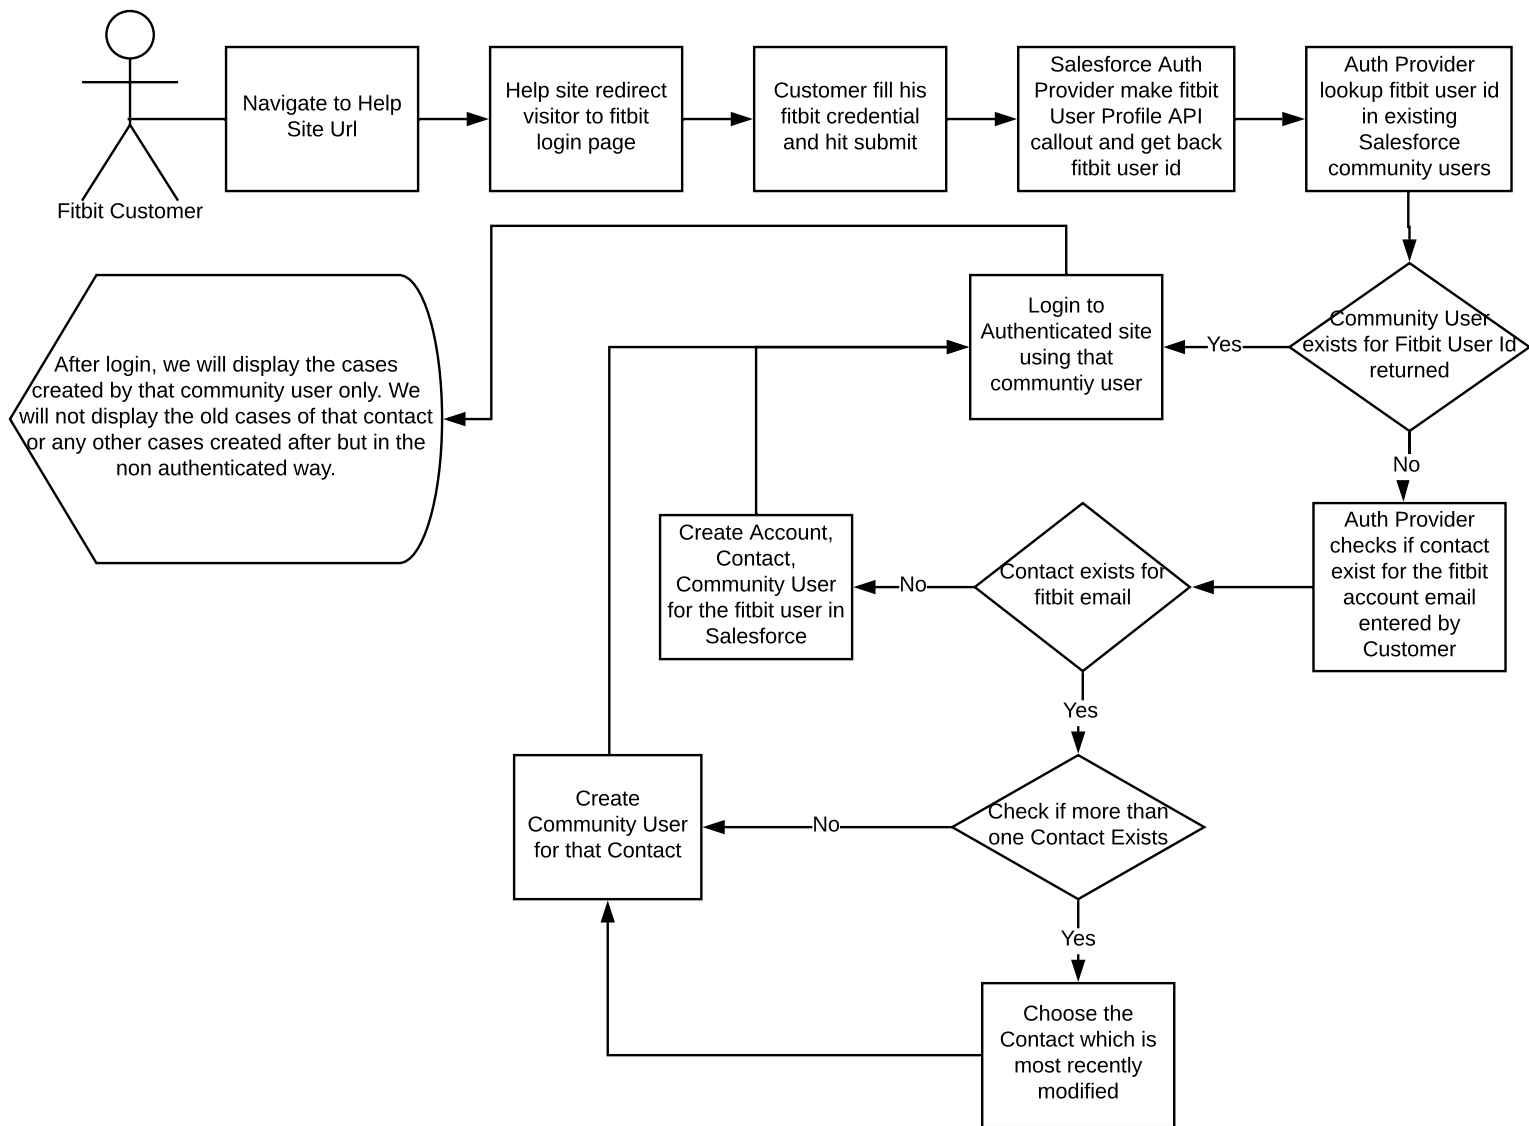 Navigate to Help
Site Url
Help site redirect
visitor to fitbit
login page
Customer fill his
fitbit credential
and hit submit
Salesforce Auth
Provider make fitbit
User Profile API
callout and get back
fitbit user id
Auth Provider
lookup fitbit user id
in existing
Salesforce
community users
Fitbit Customer
After login, we will display the cases
created by that community user only. We
will not display the old cases of that contact
or any other cases created after but in the
non authenticated way.
Login to
Authenticated site
using that
communtiy user
Yes
Community User
exists for Fitbit User Id
returned
No
Create Account,
Contact,
Community User
for the fitbit user in
Salesforce
No
Contact exists for
fitbit email
Auth Provider
checks if contact
exist for the fitbit
account email
entered by
Customer
Yes
Create
Community User
for that Contact
No
Check if more than
one Contact Exists
Yes
Choose the
Contact which is
most recently
modified